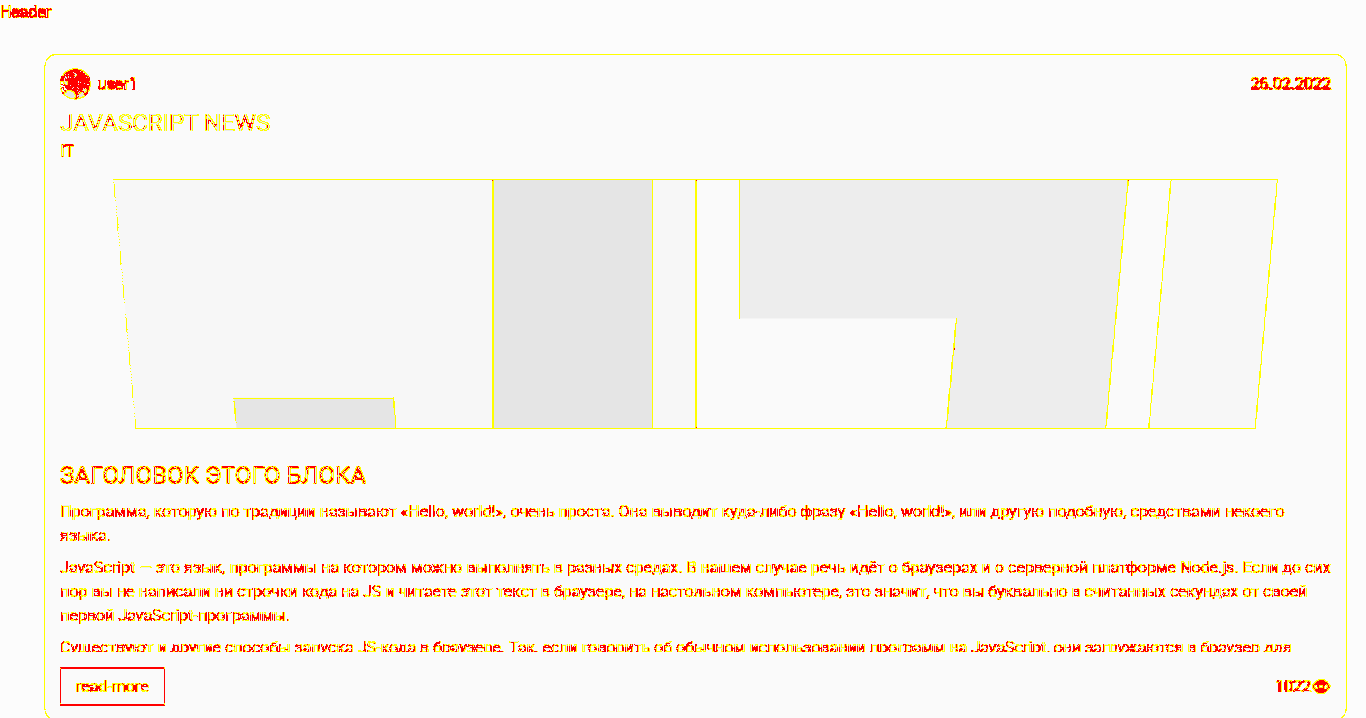 Header
user1
26.02.2022
JAVASCRIPT NEWS
IT
ЗАГОЛОВОК ЭТОГО БЛОКА
Программа, которую по традиции называют «Hello, world!», очень проста. Она выводит куда-либо фразу «Hello, world!», или другую подобную, средствами некоего
языка.
JavaScript — это язык, программы на котором можно выполнять в разных средах. В нашем случае речь идёт о браузерах и о серверной платформе Node.js. Если до сих
пор вы не написали ни строчки кода на JS и читаете этот текст в браузере, на настольном компьютере, это значит, что вы буквально в считанных секундах от своей
первой JavaScript-программы.
Существуют и другие способы запуска JS-кода в браузере. Так, если говорить об обычном использовании программ на JavaScript, они загружаются в браузер для
read-more
1022